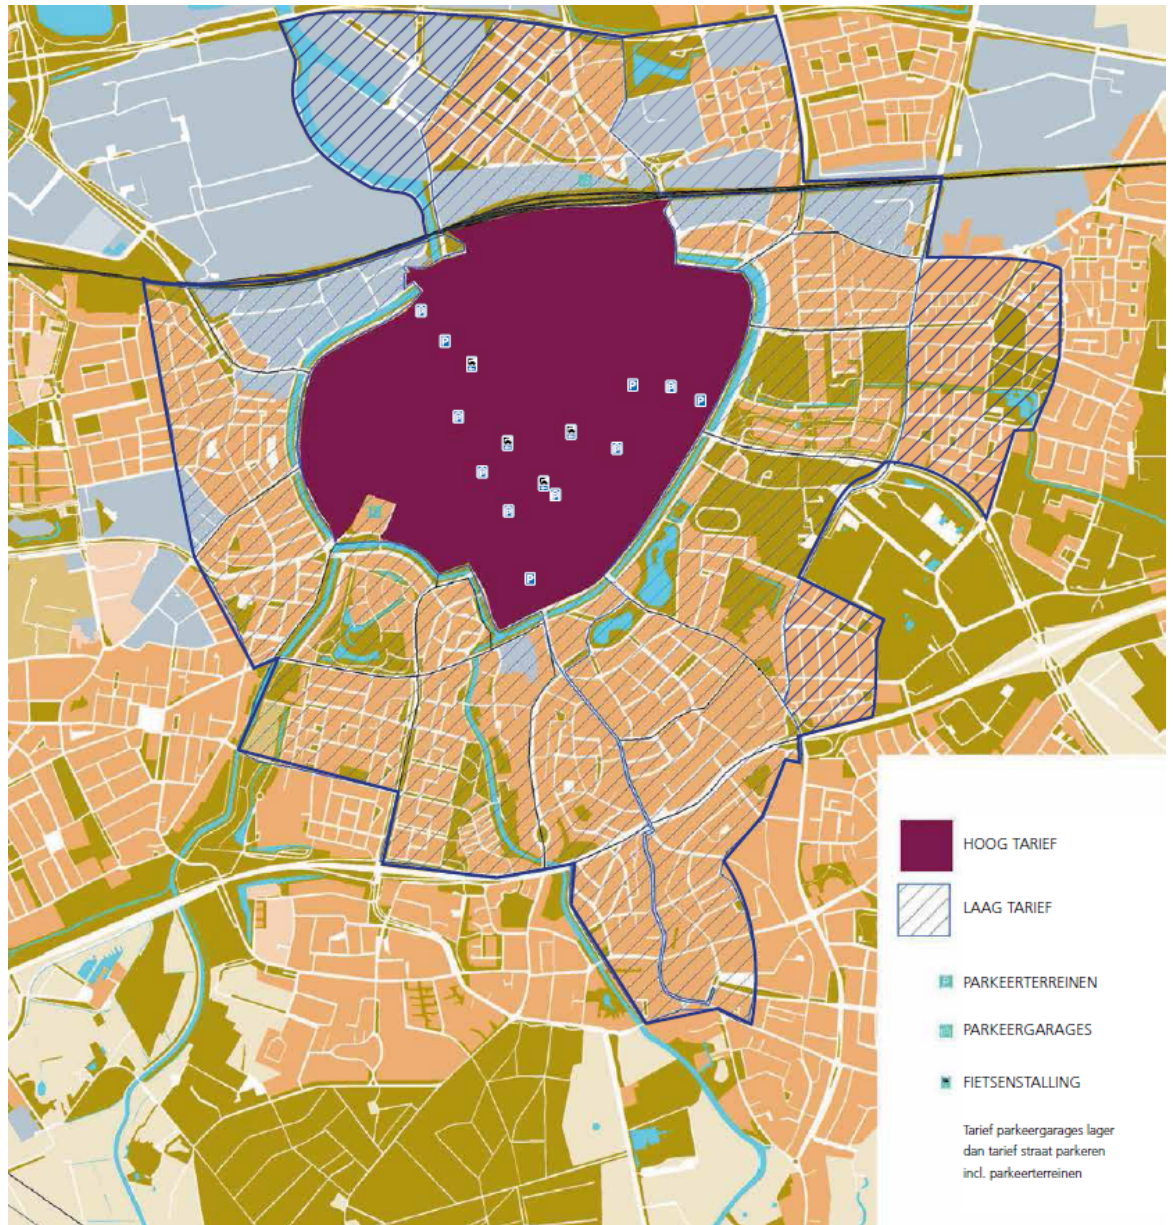 HOOG TARIEF
LAAG TARIEF
P PARKEERTERREINEN
PARKEERGARAGES
FIETSENSTALLING
Tarief parkeergarages lager
dan tarief straat parkeren
incl. parkeerterreinen
P
P
P
P